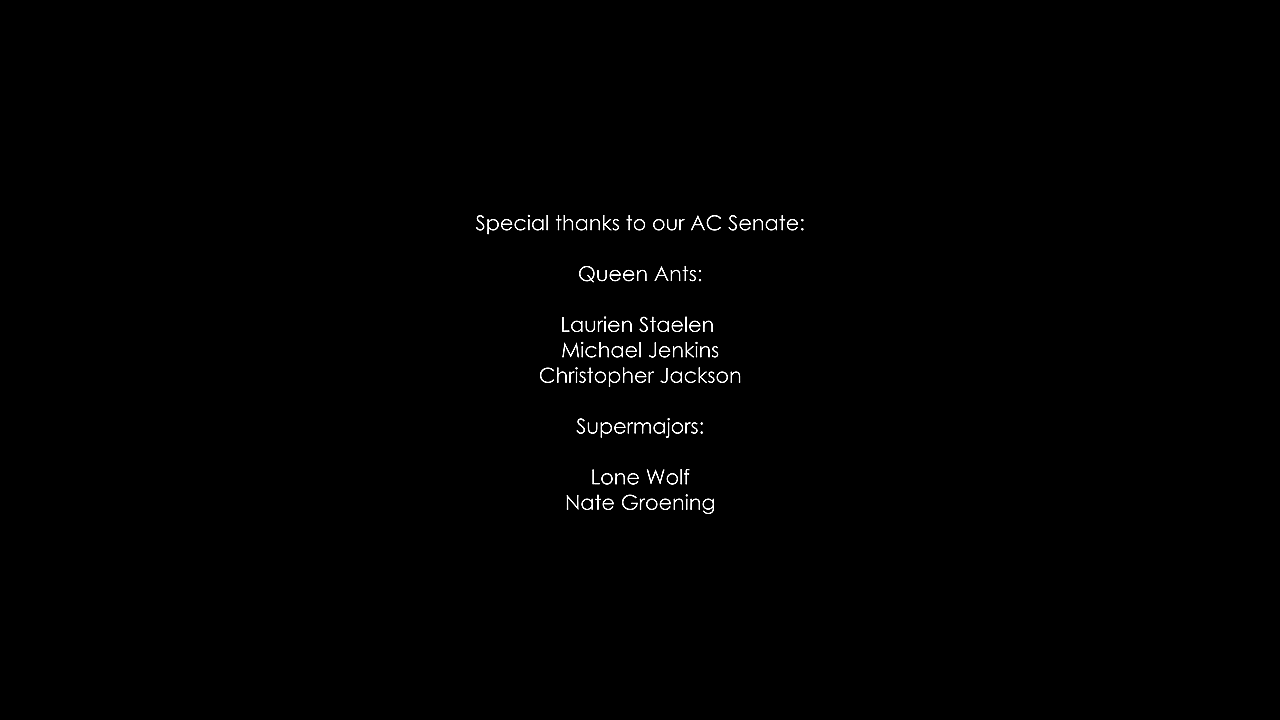 Special thanks to our AC Senate:
Queen Ants:
Laurien Staelen
Michael Jenkins
Christopher Jackson
Supermajors:
Lone Wolf
Nate Groening